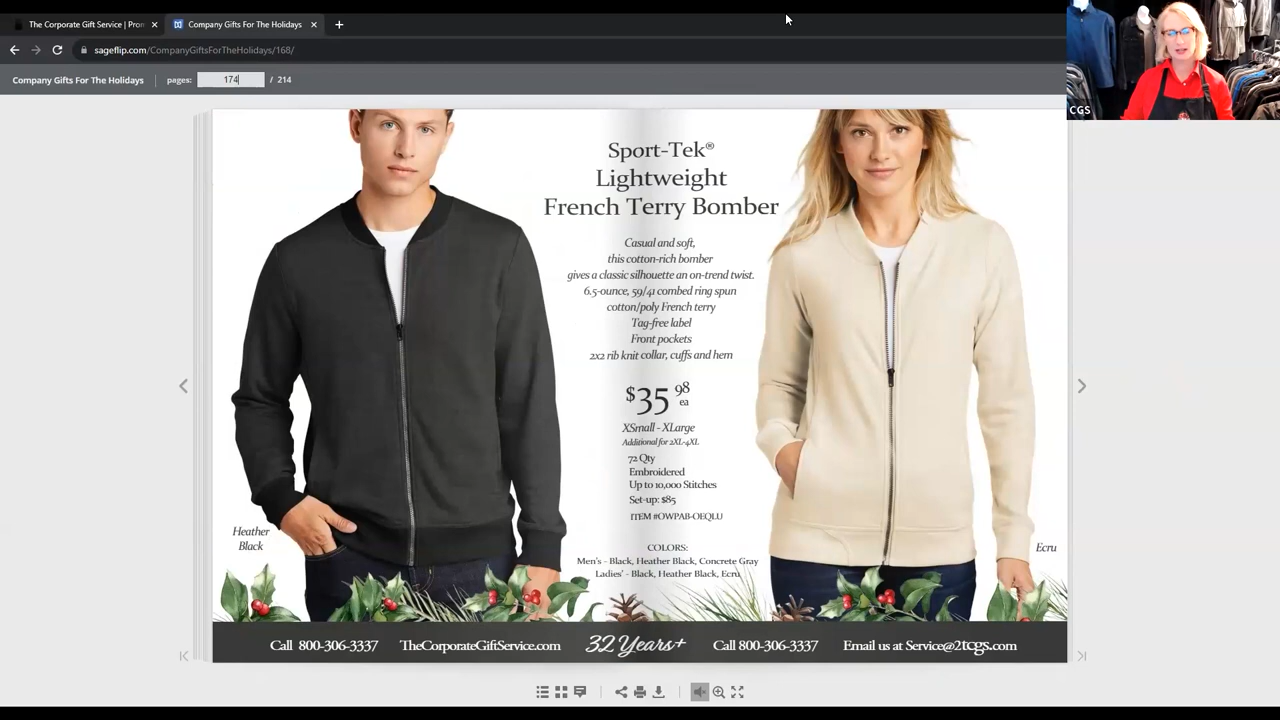 The Corporate Gift Service | Pron
Company Gifts For The Holidays
sageflip.com/CompanyGiftsForTheHolidays/168/
Company Gifts For The Holidays
pages:
174
/ 214
CGS
Sport-Tek®
Lightweight
French Terry Bomber
Casual and soft,
this cotton-rich bomber
gives a classic silhouette an on-trend twist.
6.5-ounce, 59/41 combed ring spun
cotton/poly French terry
Tag-free label
Front pockets
2x2 rib knit collar, cuffs and hem
$35 98
ea
XSmall - XLarge
Additional for 2XL-4XL
72 Qty
Embroidered
Up to 10,000 Stitches
Set-up: $85
ITEM #OWPAB-OEQLU
Heather
Black
Ecru
COLORS:
Men's - Black, Heather Black, Concrete Gray
Ladies' - Black, Heather Black, Ecru
Call 800-306-3337 TheCorporateGiftService.com 32 Years+ Call 800-306-3337 Email us at Service@2tcgs.com